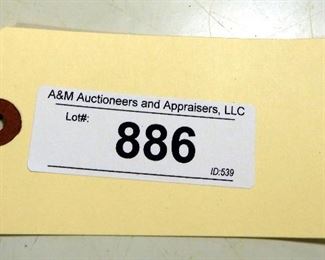 A&M Auctioneers and Appraisers, LLC
Lot#:
886
ID:539